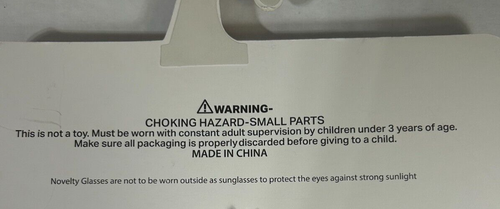 ⚠WARNING-
CHOKING HAZARD-SMALL PARTS
This is not a toy. Must be worn with constant adult supervision by children under 3 years of age.
Make sure all packaging is properly discarded before giving to a child.
MADE IN CHINA
Novelty Glasses are not to be worn outside as sunglasses to protect the eyes against strong sunlight